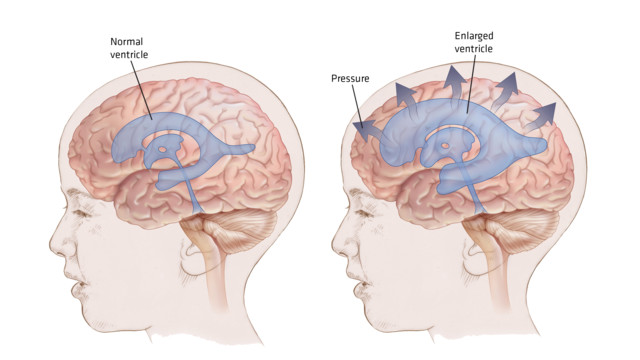 Normal
ventricle
Enlarged
ventricle
Pressure